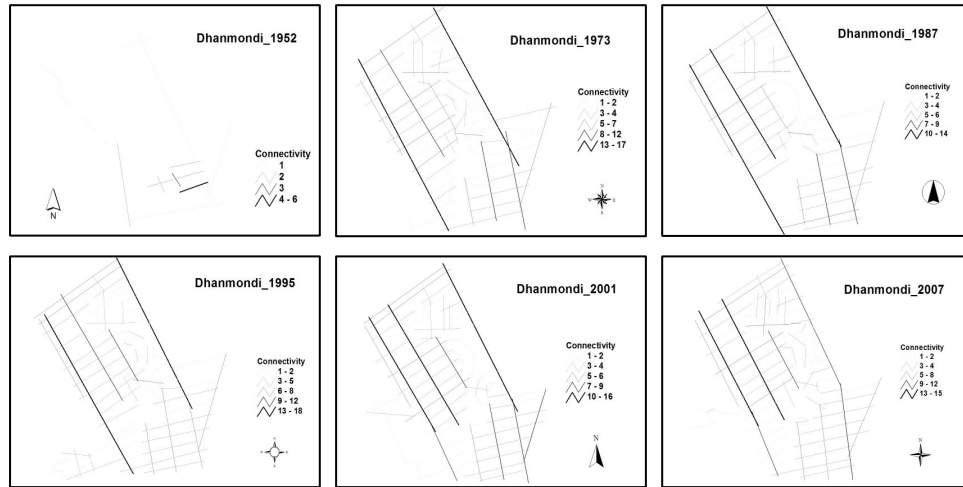 Dhanmondi_1952
Connectivity
1
2
3
4 - 6
N
Dhanmondi_1973
Connectivity
1 - 2
3 - 4
5 - 7
8 - 12
13 - 17
N
W E
S
Dhanmondi_1987
Connectivity
1 - 2
3 - 4
5 - 6
7 - 9
10 - 14
Dhanmondi_1995
Connectivity
1 - 2
3 - 5
6 - 8
9 - 12
13 - 18
Dhanmondi_2001
Connectivity
1 - 2
3 - 4
5 - 6
7 - 9
10 - 16
N
Dhanmondi_2007
Connectivity
1 - 2
3 - 4
5 - 8
9 - 12
13 - 15
N